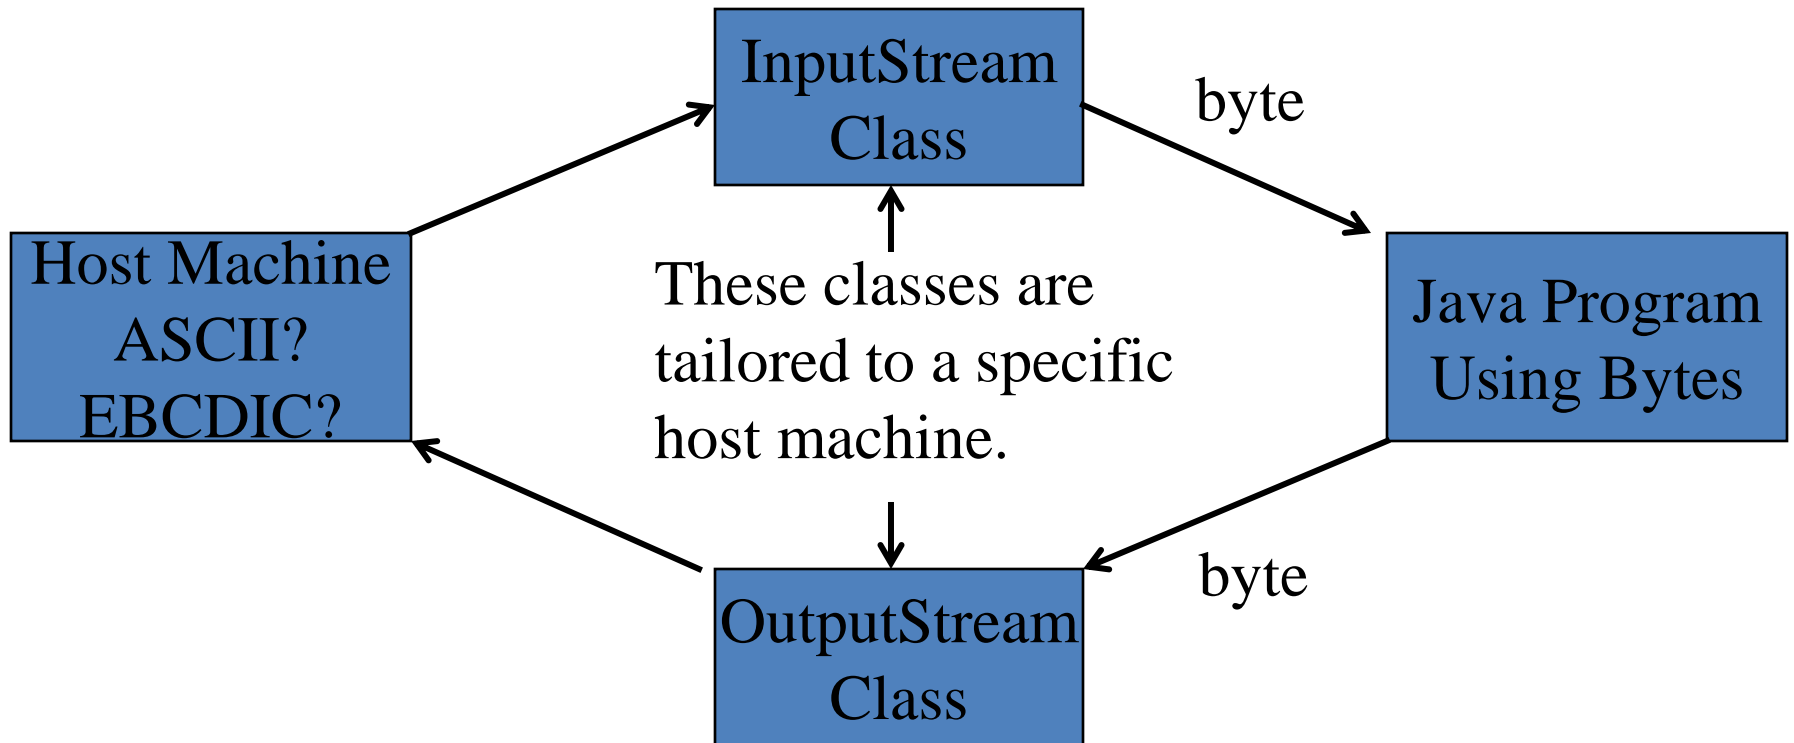 InputStream
Class
byte
Host Machine
ASCII?
EBCDIC?
These classes are
tailored to a specific
host machine.
Java Program
Using Bytes
byte
OutputStream
Class